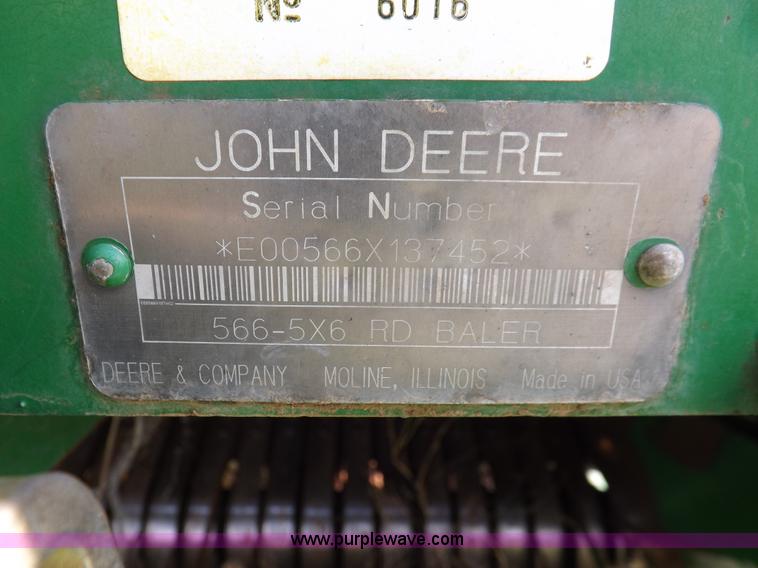 Nº 6016
JOHN DEERE
Serial Number
*E00566X137452*
566-5X6 RD BALER
DEERE & COMPANY MOLINE, ILLINOIS Made in USA
www.purplewave.com